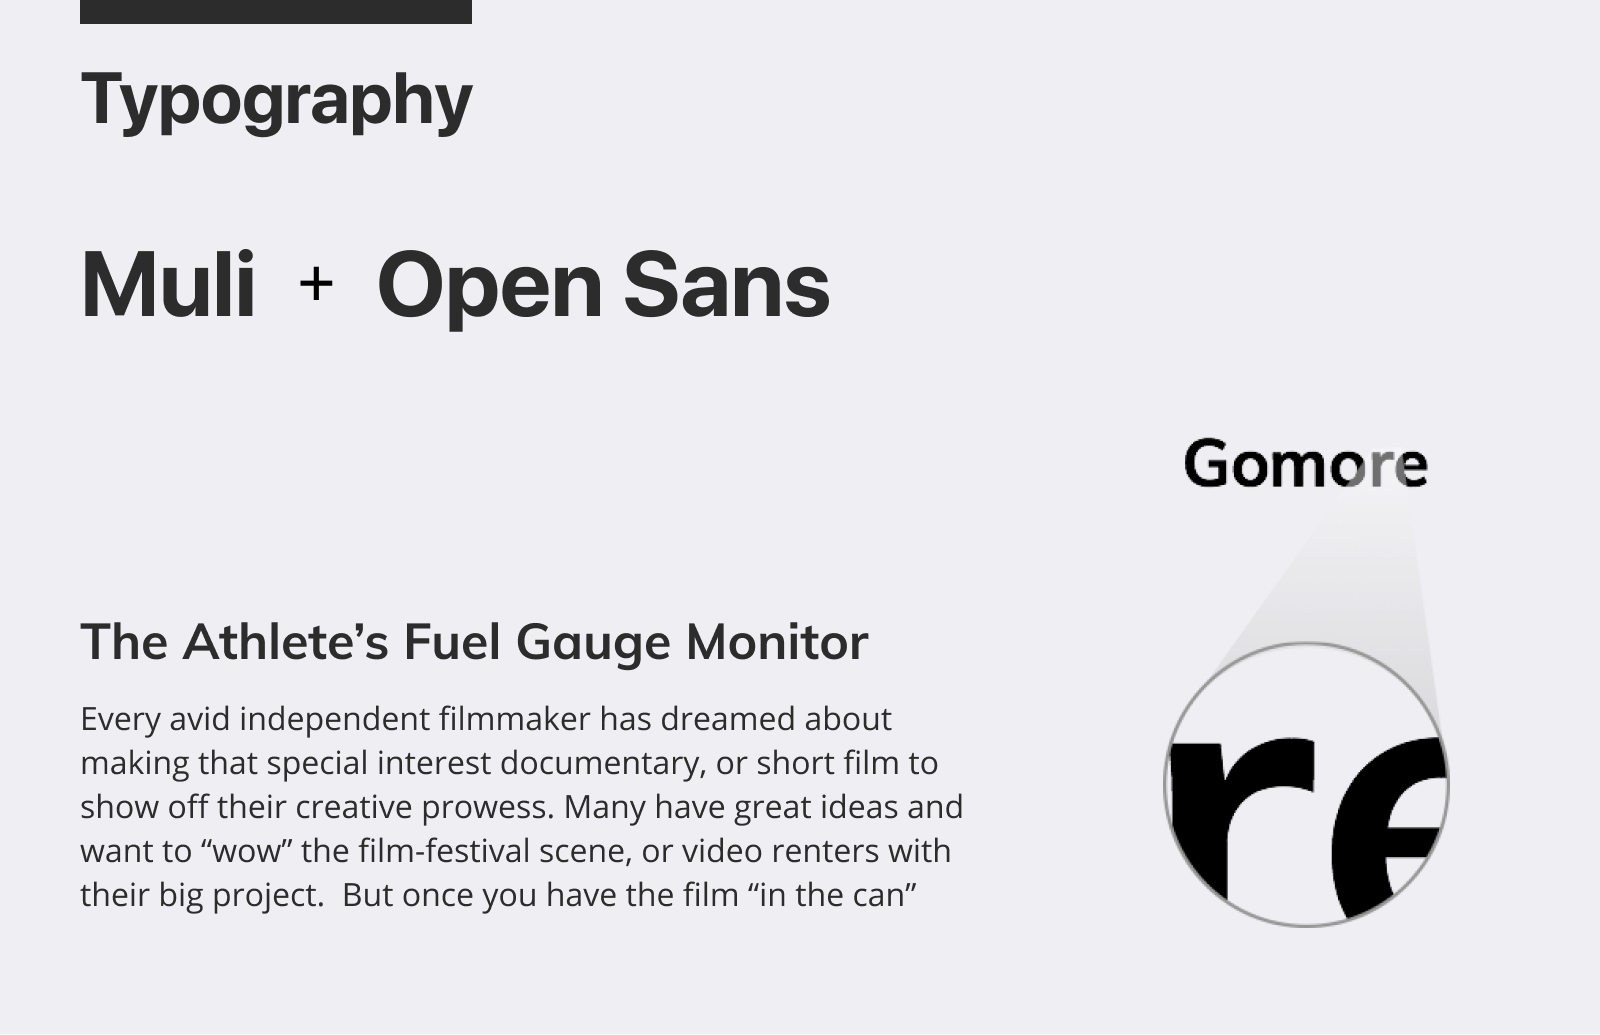 Typography
Muli + Open Sans
Gomore
The Athlete’s Fuel Gauge Monitor
Every avid independent filmmaker has dreamed about
making that special interest documentary, or short film to
show off their creative prowess. Many have great ideas and
want to “wow” the film-festival scene, or video renters with
their big project.  But once you have the film “in the can”
re